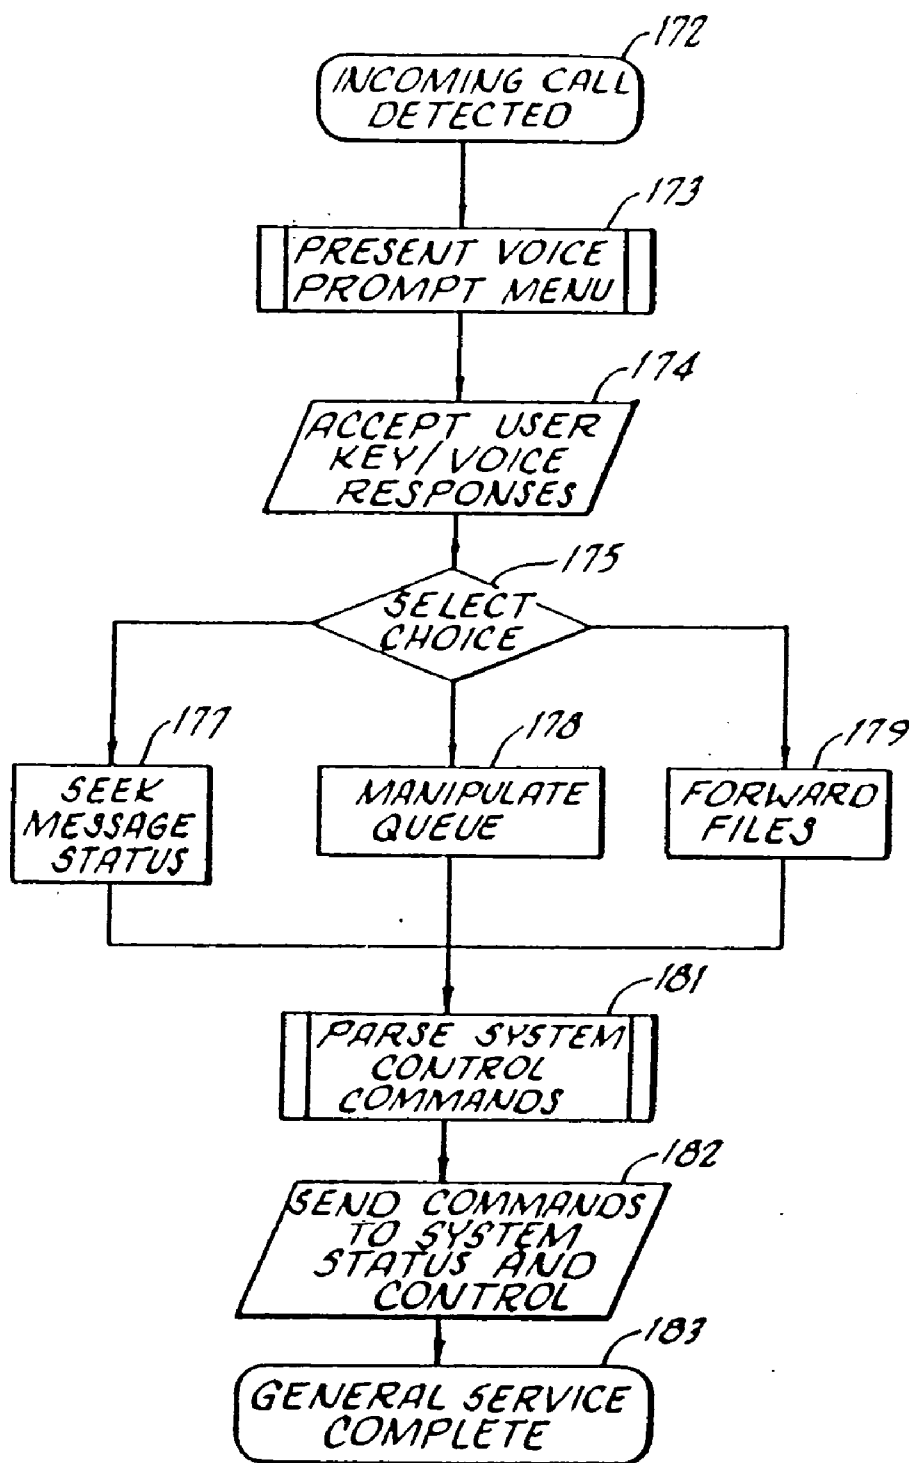 172
INCOMING CALL
DETECTED
173
PRESENT VOICE
PROMPT MENU
174
ACCEPT USER
KEY/VOICE
RESPONSES
175
SELECT
CHOICE
177
SEEK
MESSAGE
STATUS
178
MANIPULATE
QUEUE
179
FORWARD
FILES
181
PARSE SYSTEM
CONTROL
COMMANDS
182
SEND COMMANDS
TO SYSTEM
STATUS AND
CONTROL
183
GENERAL SERVICE
COMPLETE